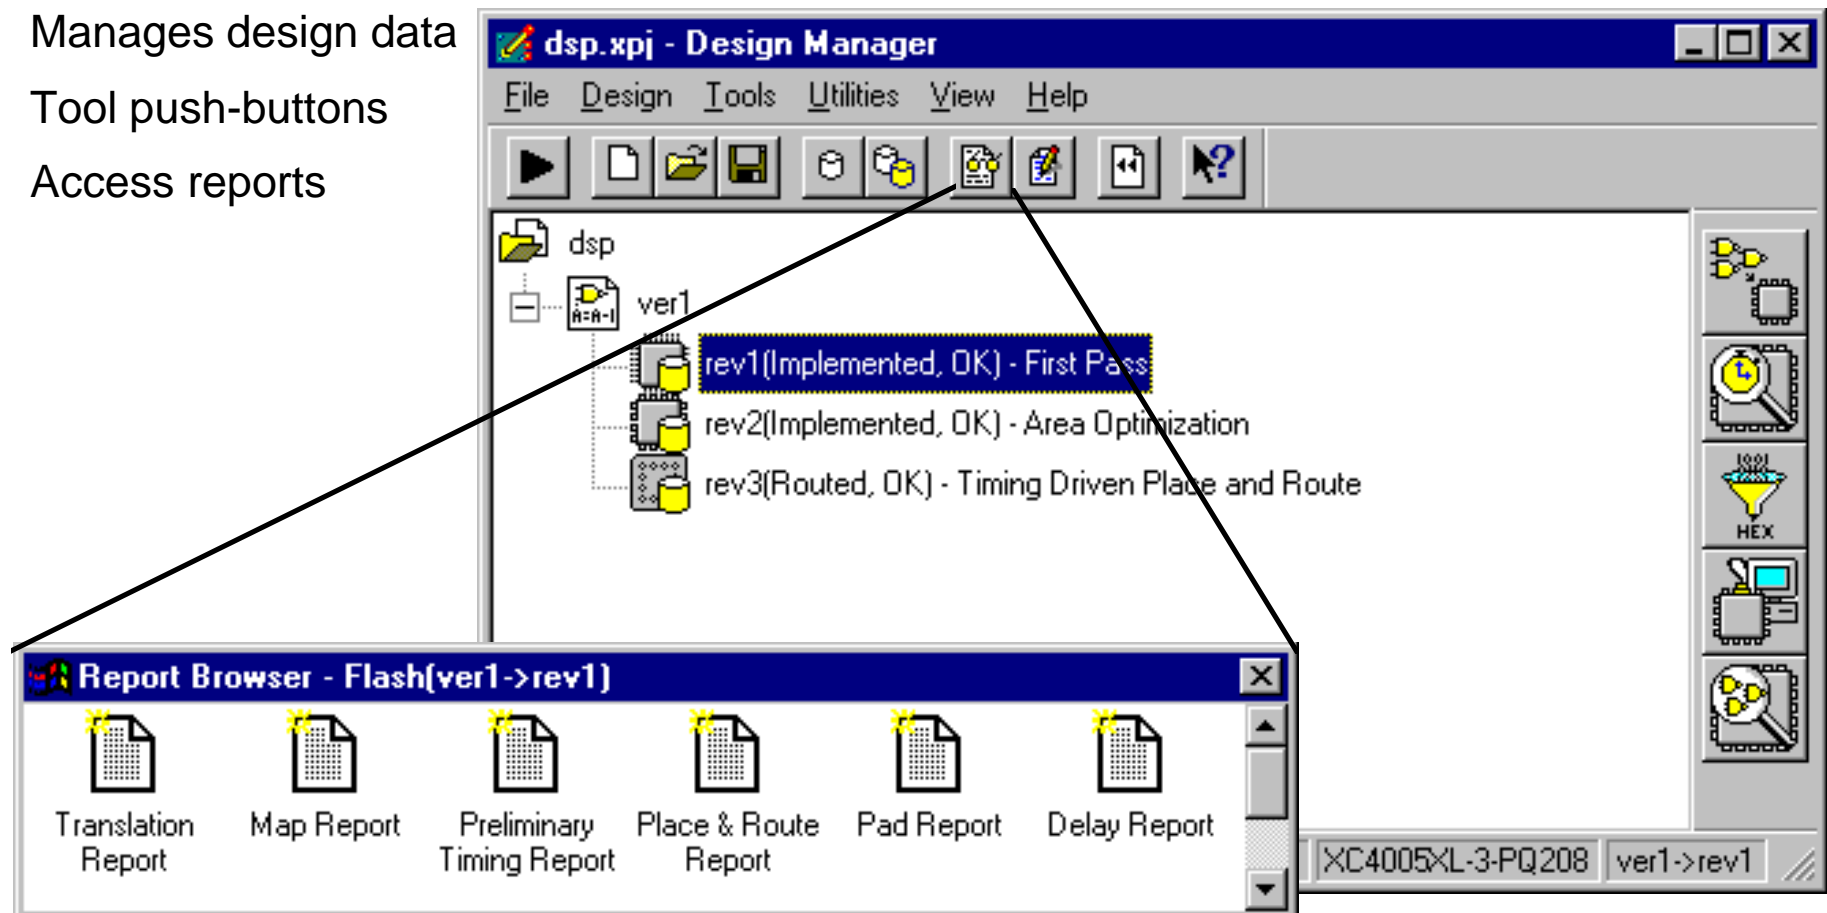 Manages design data
Tool push-buttons
Access reports
dsp.xpj - Design Manager
File Design Tools Utilities View Help
dsp
ver1
A=A-1
rev1(Implemented, OK) - First Pass
rev2(Implemented, OK) - Area Optimization
rev3(Routed, OK) - Timing Driven Place and Route
1001
HEX
Report Browser - Flash(ver1->rev1)
Translation
Report
Map Report
Preliminary
Timing Report
Place & Route
Report
Pad Report
Delay Report
XC4005XL-3-PQ208 ver1->rev1